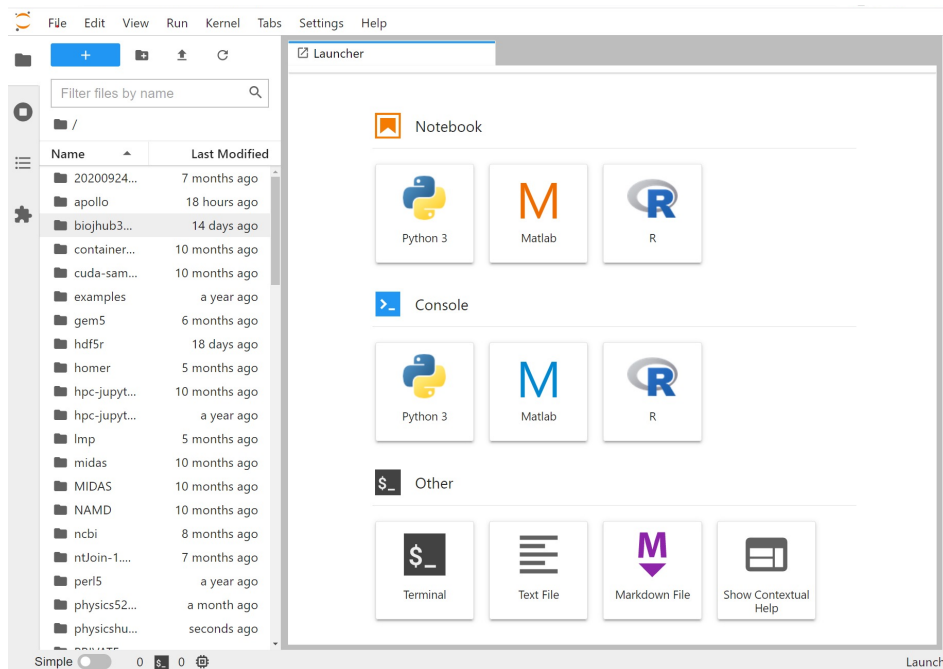 File Edit View Run Kernel Tabs Settings Help
+
Launcher
Filter files by name
/
Name Last Modified
20200924... 7 months ago
apollo 18 hours ago
biojhub3... 14 days ago
container... 10 months ago
cuda-sam... 10 months ago
examples a year ago
gem5 6 months ago
hdf5r 18 days ago
homer 5 months ago
hpc-jupyt... 10 months ago
hpc-jupyt... a year ago
lmp 5 months ago
midas 10 months ago
MIDAS 10 months ago
NAMD 10 months ago
ncbi 8 months ago
ntJoin-1.... 7 months ago
perl5 a year ago
physics52... a month ago
physicshu... seconds ago
Notebook
Python 3 Matlab R
Console
Python 3 Matlab R
$_ Other
Terminal Text File Markdown File Show Contextual
Help
Simple 0 $_ 0 Launch